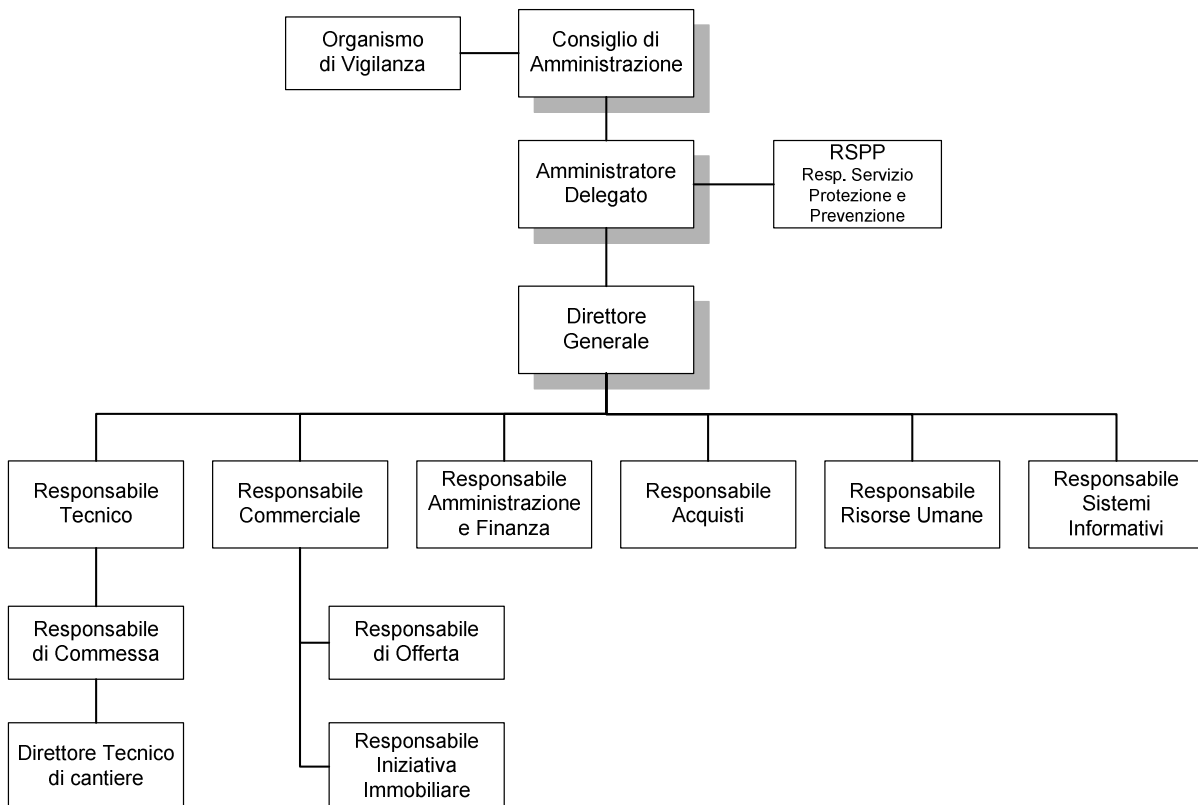 Organismo
di Vigilanza
Consiglio di
Amministrazione
Amministratore
Delegato
RSPP
Resp. Servizio
Protezione e
Prevenzione
Direttore
Generale
Responsabile
Tecnico
Responsabile
Commerciale
Responsabile
Amministrazione
e Finanza
Responsabile
Acquisti
Responsabile
Risorse Umane
Responsabile
Sistemi
Informativi
Responsabile
di Commessa
Responsabile
di Offerta
Direttore Tecnico
di cantiere
Responsabile
Iniziativa
Immobiliare